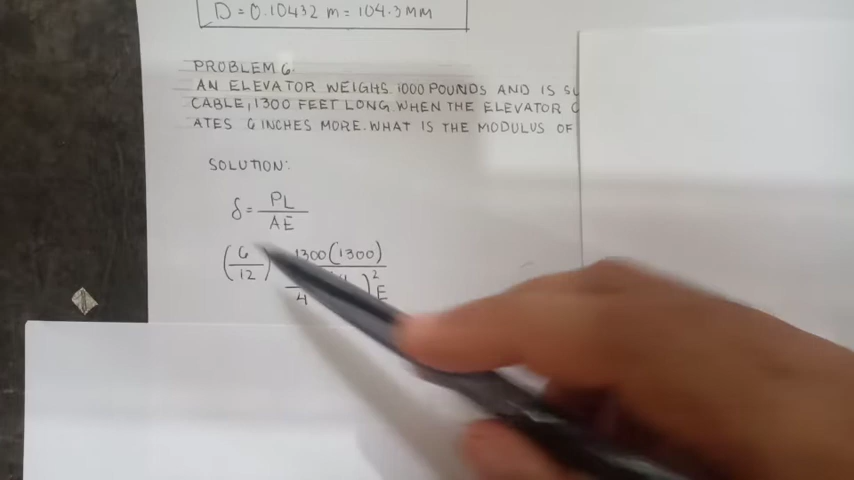 D = 0.10432 m = 104.3 MM
PROBLEM 6.
AN ELEVATOR WEIGHS 1000 POUNDS AND IS
CABLE, 1300 FEET LONG WHEN THE ELEVATOR
ATES 6 INCHES MORE. WHAT IS THE MODULUS OF
SOLUTION:
δ = PL
AE
(6/12) 1300(1300)
4 )² E